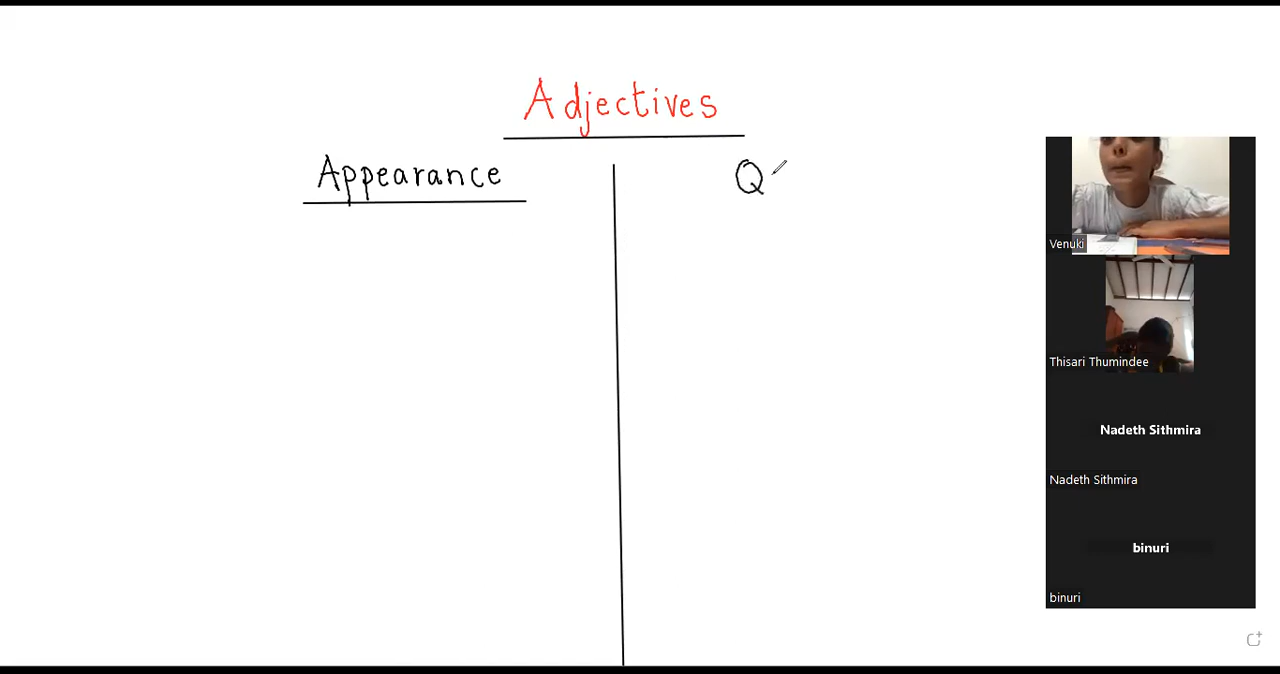 Adjectives
Appearance
Q
Venuki
Thisari Thumindee
Nadeth Sithmira
Nadeth Sithmira
binuri
binuri